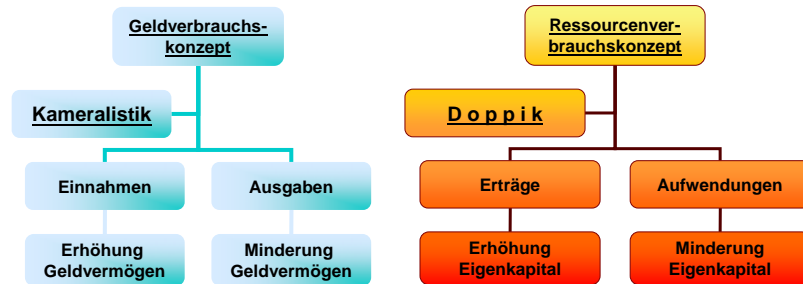 Geldverbrauchs-
konzept
Kameralistik
Einnahmen
Ausgaben
Erhöhung
Geldvermögen
Minderung
Geldvermögen
Ressourcenver-
brauchskonzept
D o p p i k
Erträge
Aufwendungen
Erhöhung
Eigenkapital
Minderung
Eigenkapital